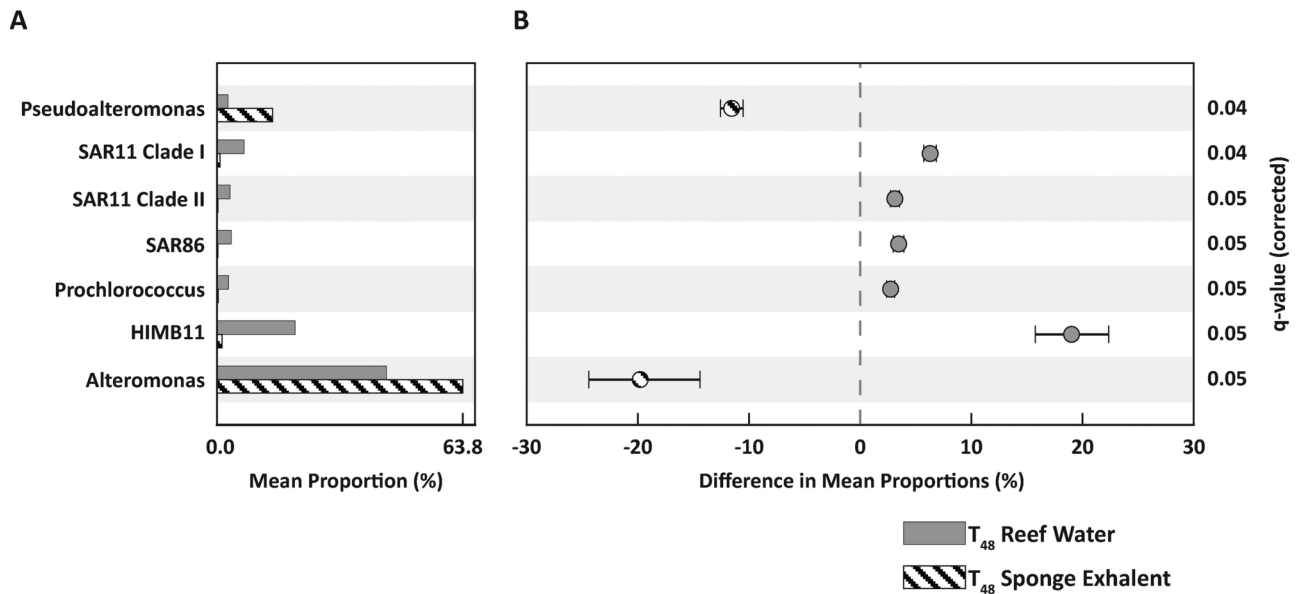 A
B
Pseudoalteromonas
SAR11 Clade I
SAR11 Clade II
SAR86
Prochlorococcus
HIMB11
Alteromonas
0.04
0.04
0.05
0.05
0.05
0.05
0.05
q-value (corrected)
0.0 63.8
-30 -20 -10 0 10 20 30
Mean Proportion (%)
Difference in Mean Proportions (%)
T48 Reef Water
T48 Sponge Exhalent